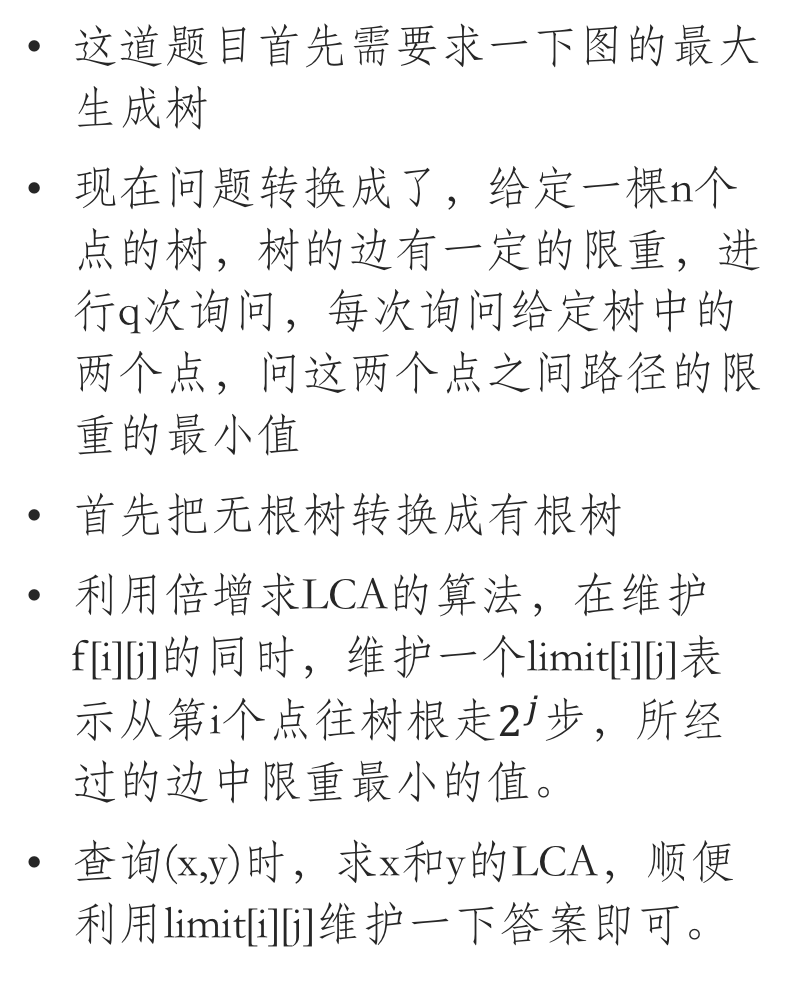 • 这道题目首先需要求一下图的最大
生成树
• 现在问题转换成了，给定一棵n个
点的树，树的边有一定的限重，进
行q次询问，每次询问给定树中的
两个点，问这两个点之间路径的限
重的最小值
• 首先把无根树转换成有根树
• 利用倍增求LCA的算法，在维护
f[i][j]的同时，维护一个limit[i][j]表
示从第i个点往树根走2^j步，所经
过的边中限重最小的值。
• 查询(x,y)时，求x和y的LCA，顺便
利用limit[i][j]维护一下答案即可。